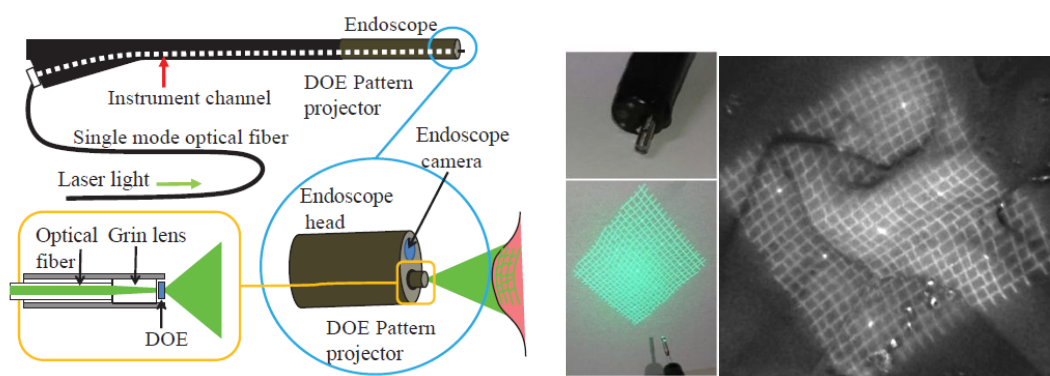 Endoscope
Instrument channel
DOE Pattern
projector
Single mode optical fiber
Laser light
Endoscope
camera
Endoscope
head
Optical
fiber
Grin lens
DOE
DOE Pattern
projector